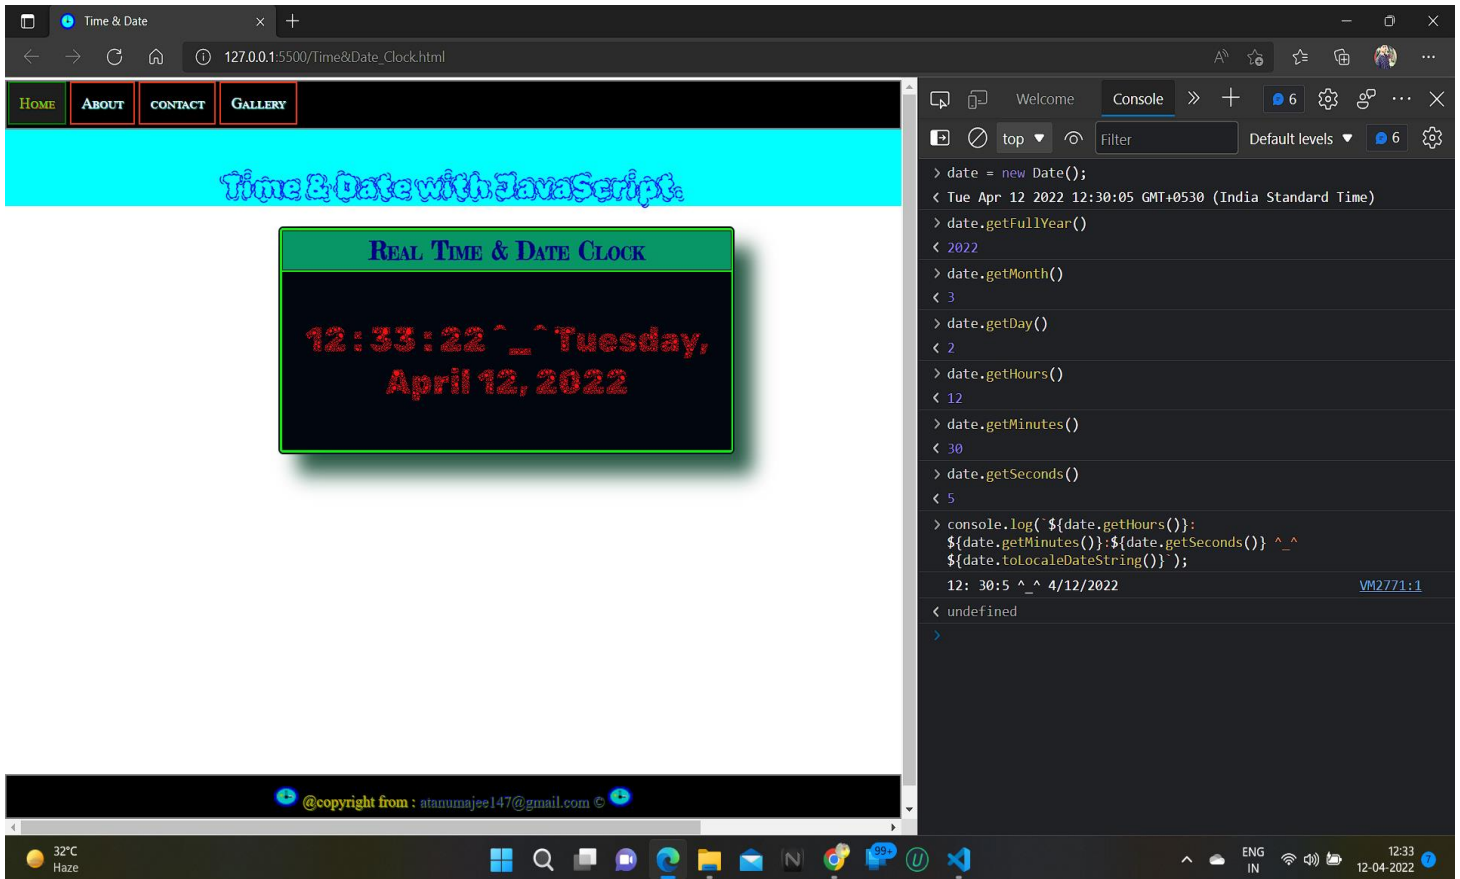 Time & Date
127.0.0.1:5500/Time&Date_Clock.html
Home About contact Gallery
Time & Date with JavaScript.
Real Time & Date Clock
12 : 33 : 22 ^_^ Tuesday,
April 12, 2022
@copyright from : atanumajee147@gmail.com ©
Welcome Console 6
top Filter Default levels 6
> date = new Date();
< Tue Apr 12 2022 12:30:05 GMT+0530 (India Standard Time)
> date.getFullYear()
< 2022
> date.getMonth()
< 3
> date.getDay()
< 2
> date.getHours()
< 12
> date.getMinutes()
< 30
> date.getSeconds()
< 5
> console.log(`${date.getHours()}:
${date.getMinutes()}:${date.getSeconds()} ^_^
${date.toLocaleDateString()}`);
12: 30:5 ^_^ 4/12/2022 VM2771:1
< undefined
>
32°C
Haze
99+
ENG
IN
12:33
12-04-2022
7